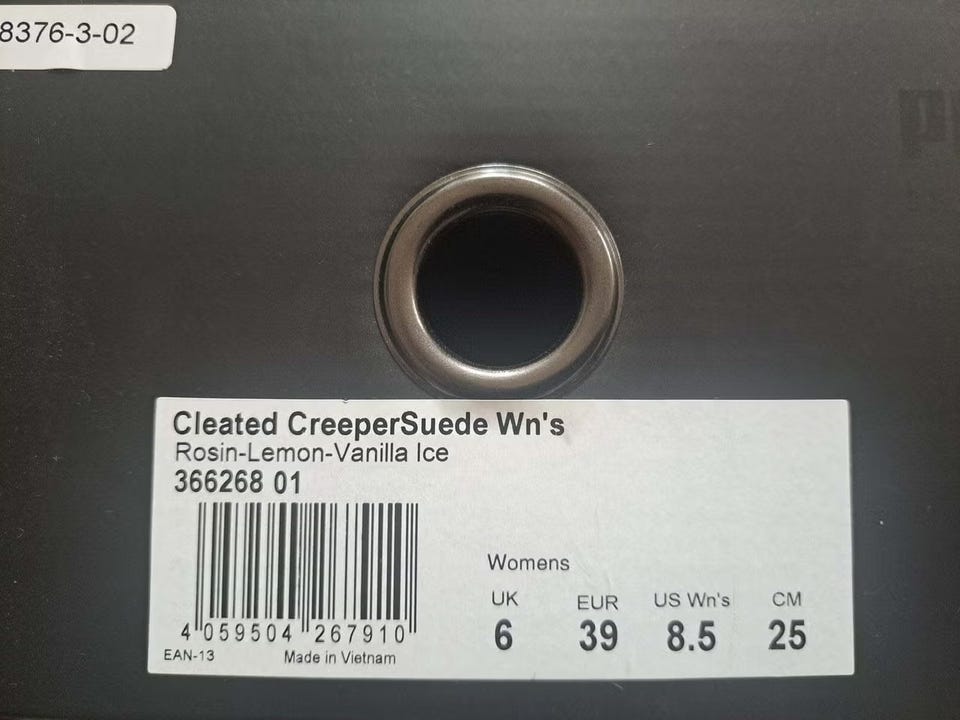 8376-3-02
Cleated CreeperSuede Wn's
Rosin-Lemon-Vanilla Ice
366268 01
4 059504 267910
EAN-13
Made in Vietnam
Womens
UK EUR US Wn's CM
6 39 8.5 25